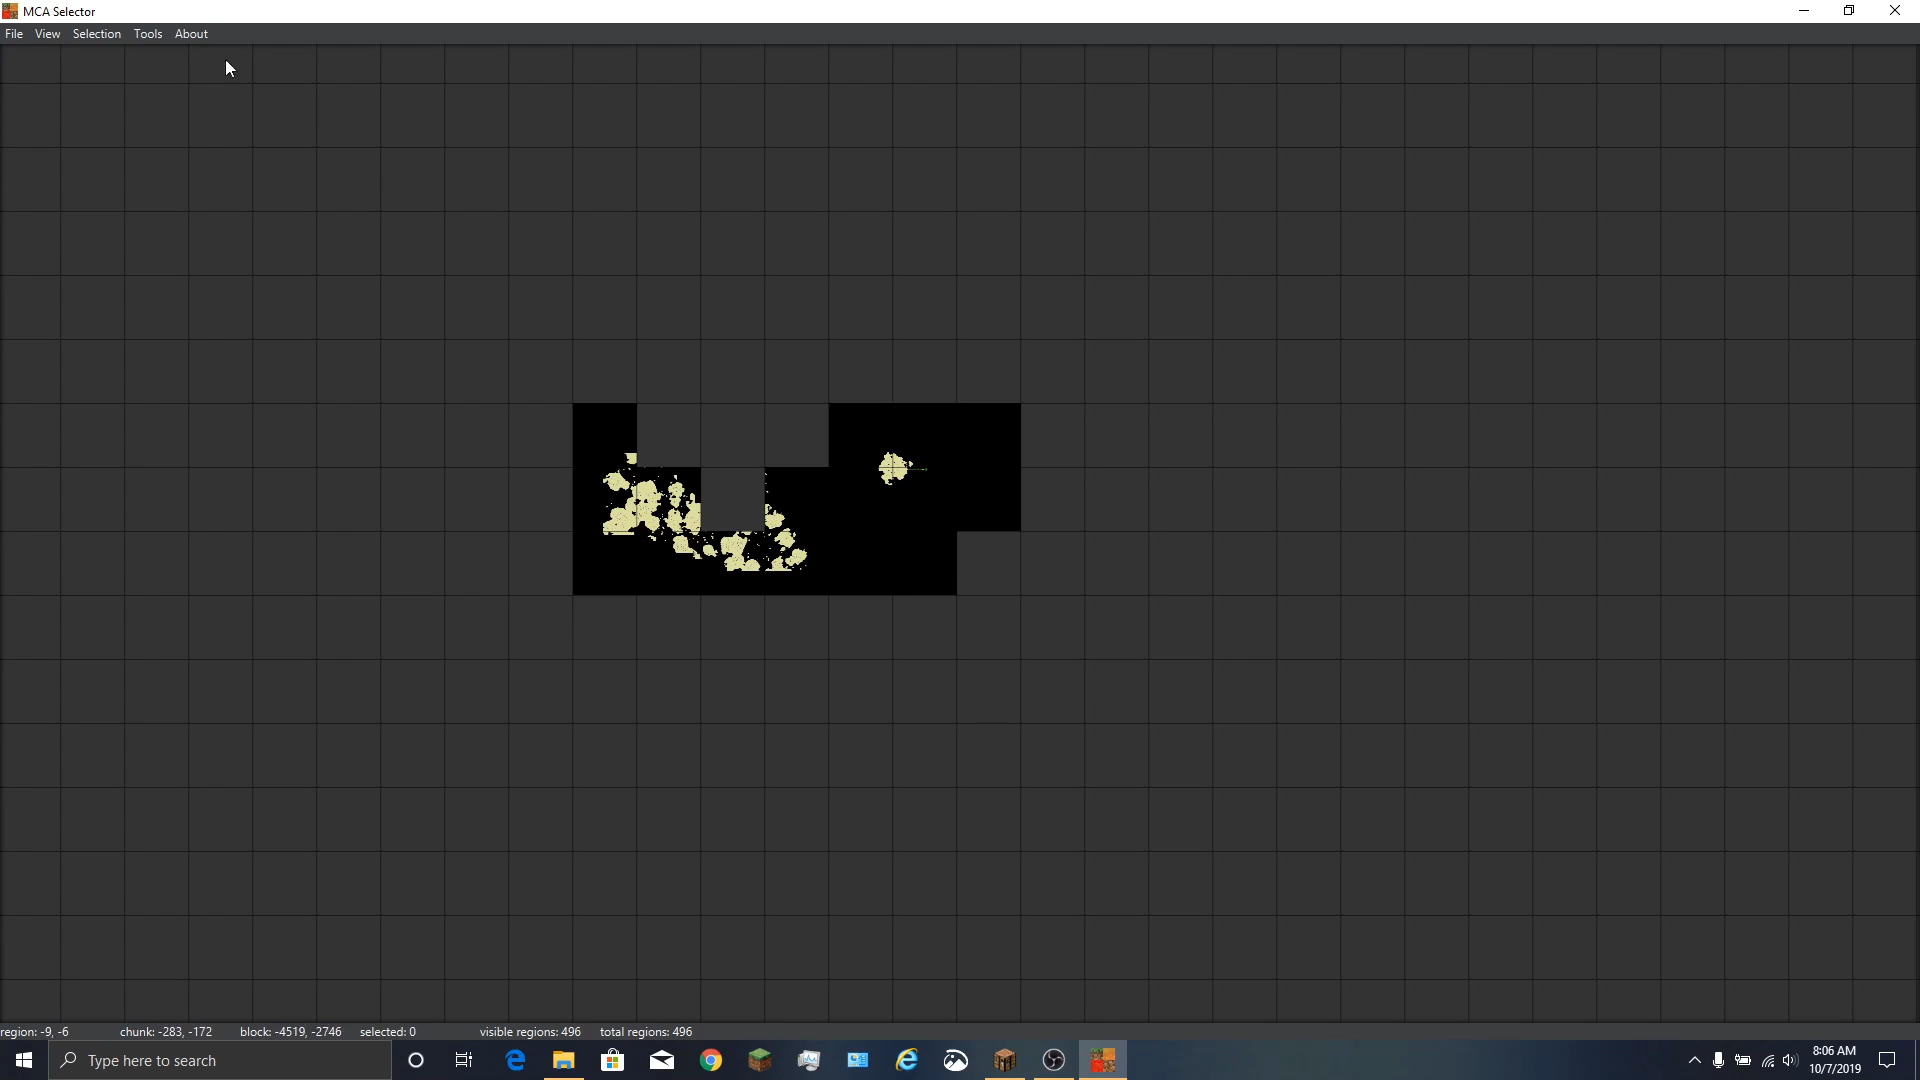 MCA Selector
File View Selection Tools About
region: -9, -6 chunk: -283, -172 block: -4519, -2746 selected: 0 visible regions: 496 total regions: 496
Type here to search
8:06 AM
10/7/2019